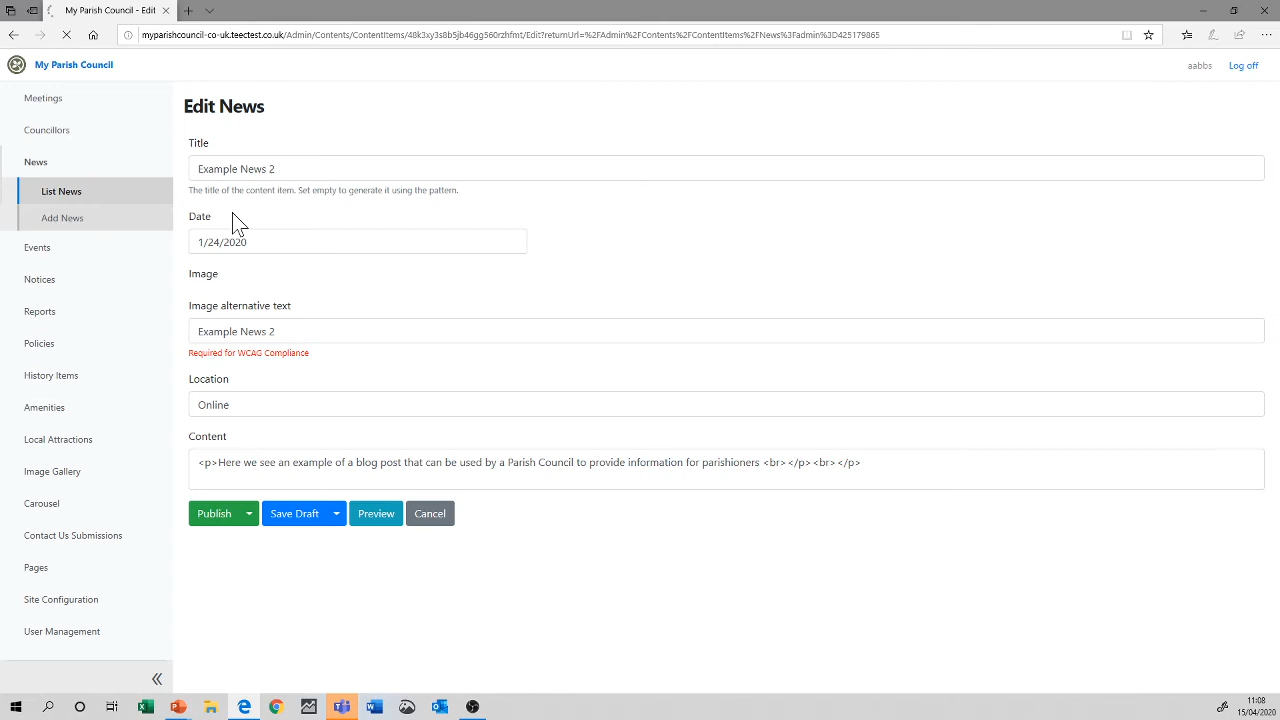 My Parish Council - Edit
myparishcouncil-co-uk.teectest.co.uk/Admin/Contents/ContentItems/48k3xy3s8b5jb46gg560rzhfmt/Edit?returnUrl=%2FAdmin%2FContents%2FContentItems%2FNews%3Fadmin%3D425179865
My Parish Council
aabbs Log off
Meetings
Councillors
News
List News
Add News
Events
Notices
Reports
Policies
History Items
Amenities
Local Attractions
Image Gallery
Carousel
Contact Us Submissions
Pages
Site Configuration
User Management
Edit News
Title
Example News 2
The title of the content item. Set empty to generate it using the pattern.
Date
1/24/2020
Image
Image alternative text
Example News 2
Required for WCAG Compliance
Location
Online
Content
<p>Here we see an example of a blog post that can be used by a Parish Council to provide information for parishioners <br></p><br></p>
Publish Save Draft Preview Cancel
11:08
15/04/2020